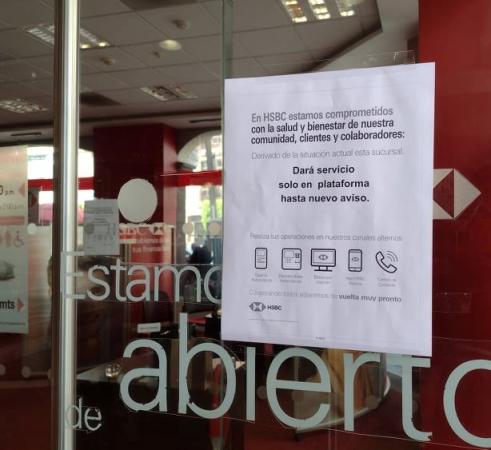 En HSBC estamos comprometidos
con la salud y bienestar de nuestra
comunidad, clientes y colaboradores:
Derivado de la situación actual esta sucursal:
Dará servicio
solo en plataforma
hasta nuevo aviso.
Realiza tus operaciones en nuestros canales alternos:
vuelta muy pronto
HSBC
Estamo
abierto
de